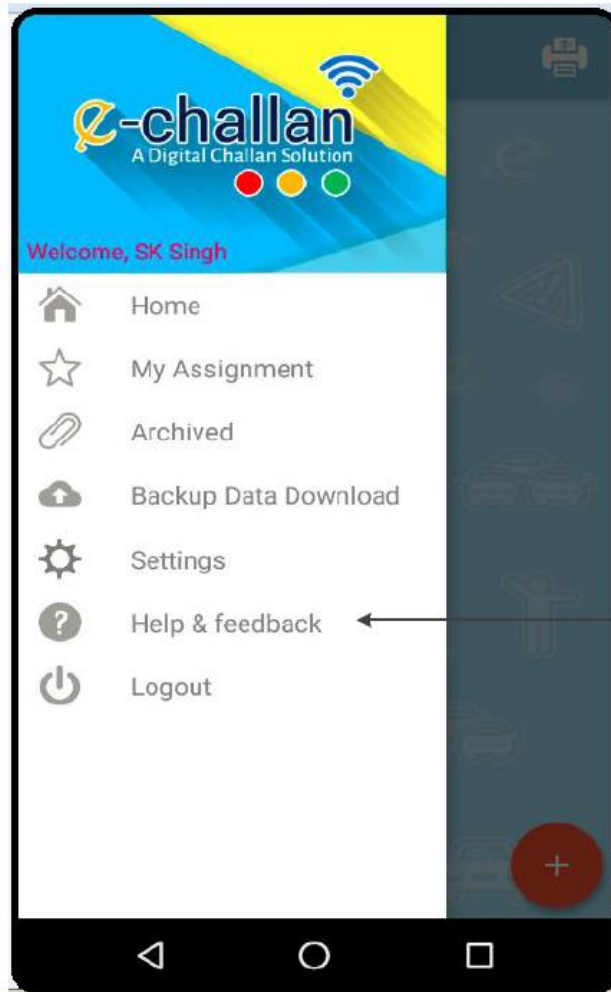 e-challan
A Digital Challan Solution
Welcome, SK Singh
Home
My Assignment
Archived
Backup Data Download
Settings
? Help & feedback
Logout
+